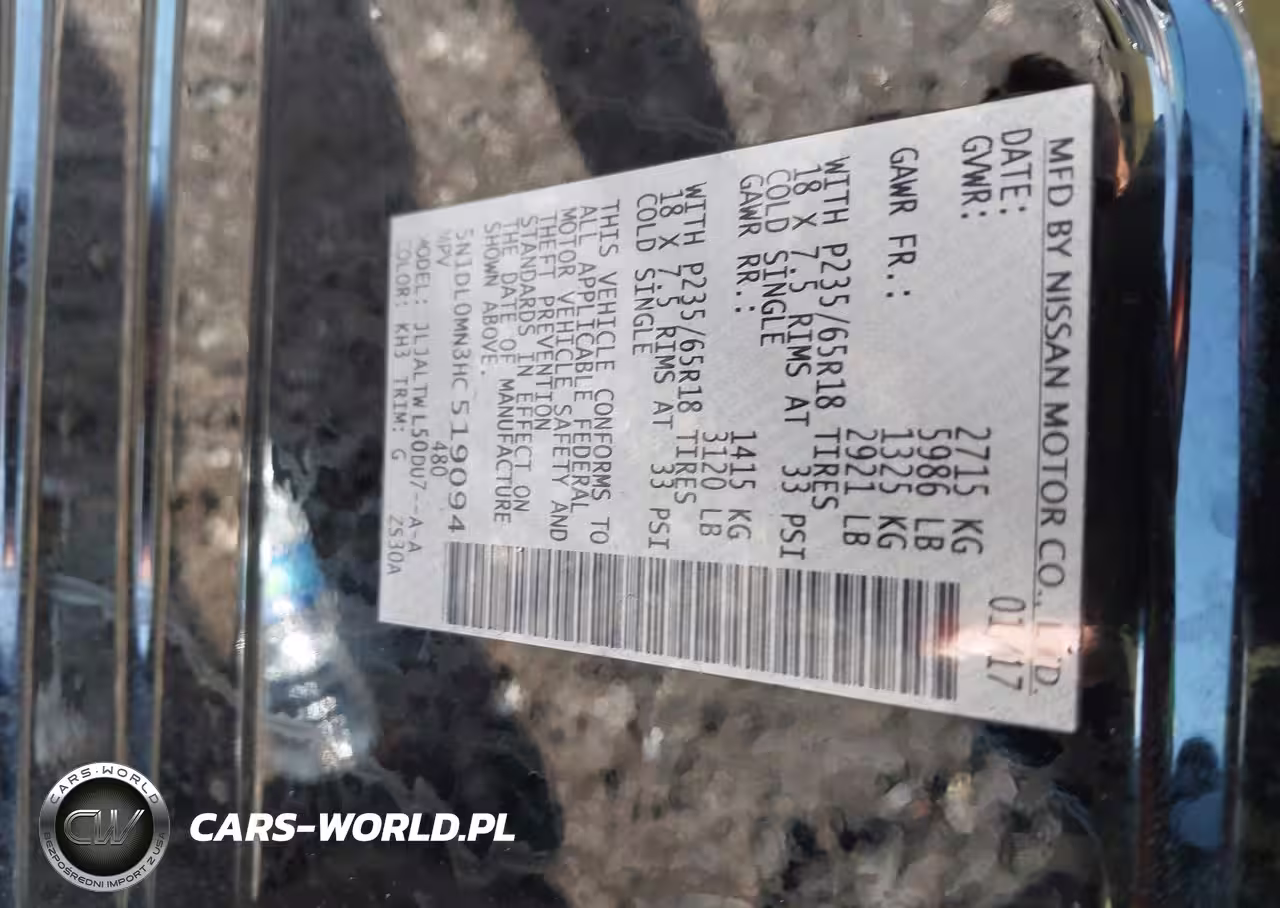 MFD BY NISSAN MOTOR CO., LTD.
DATE: 01/17
GVWR: 2715 KG
5986 LB
GAWR FR.: 1325 KG
2921 LB
WITH P235/65R18 TIRES
18 X 7.5 RIMS AT 33 PSI
COLD SINGLE
GAWR RR.: 1415 KG
3120 LB
WITH P235/65R18 TIRES
18 X 7.5 RIMS AT 33 PSI
COLD SINGLE
THIS VEHICLE CONFORMS TO
ALL APPLICABLE FEDERAL
MOTOR VEHICLE SAFETY AND
THEFT PREVENTION
STANDARDS IN EFFECT ON
THE DATE OF MANUFACTURE
SHOWN ABOVE.
5N1DL0MN3HC519094
MPV 480
MODEL: JLJALTWL50DU7--A-A
COLOR: KH3 TRIM: G 2S30A
CARS-WORLD
CW
BEZPOŚREDNI IMPORT Z USA
CARS-WORLD.PL